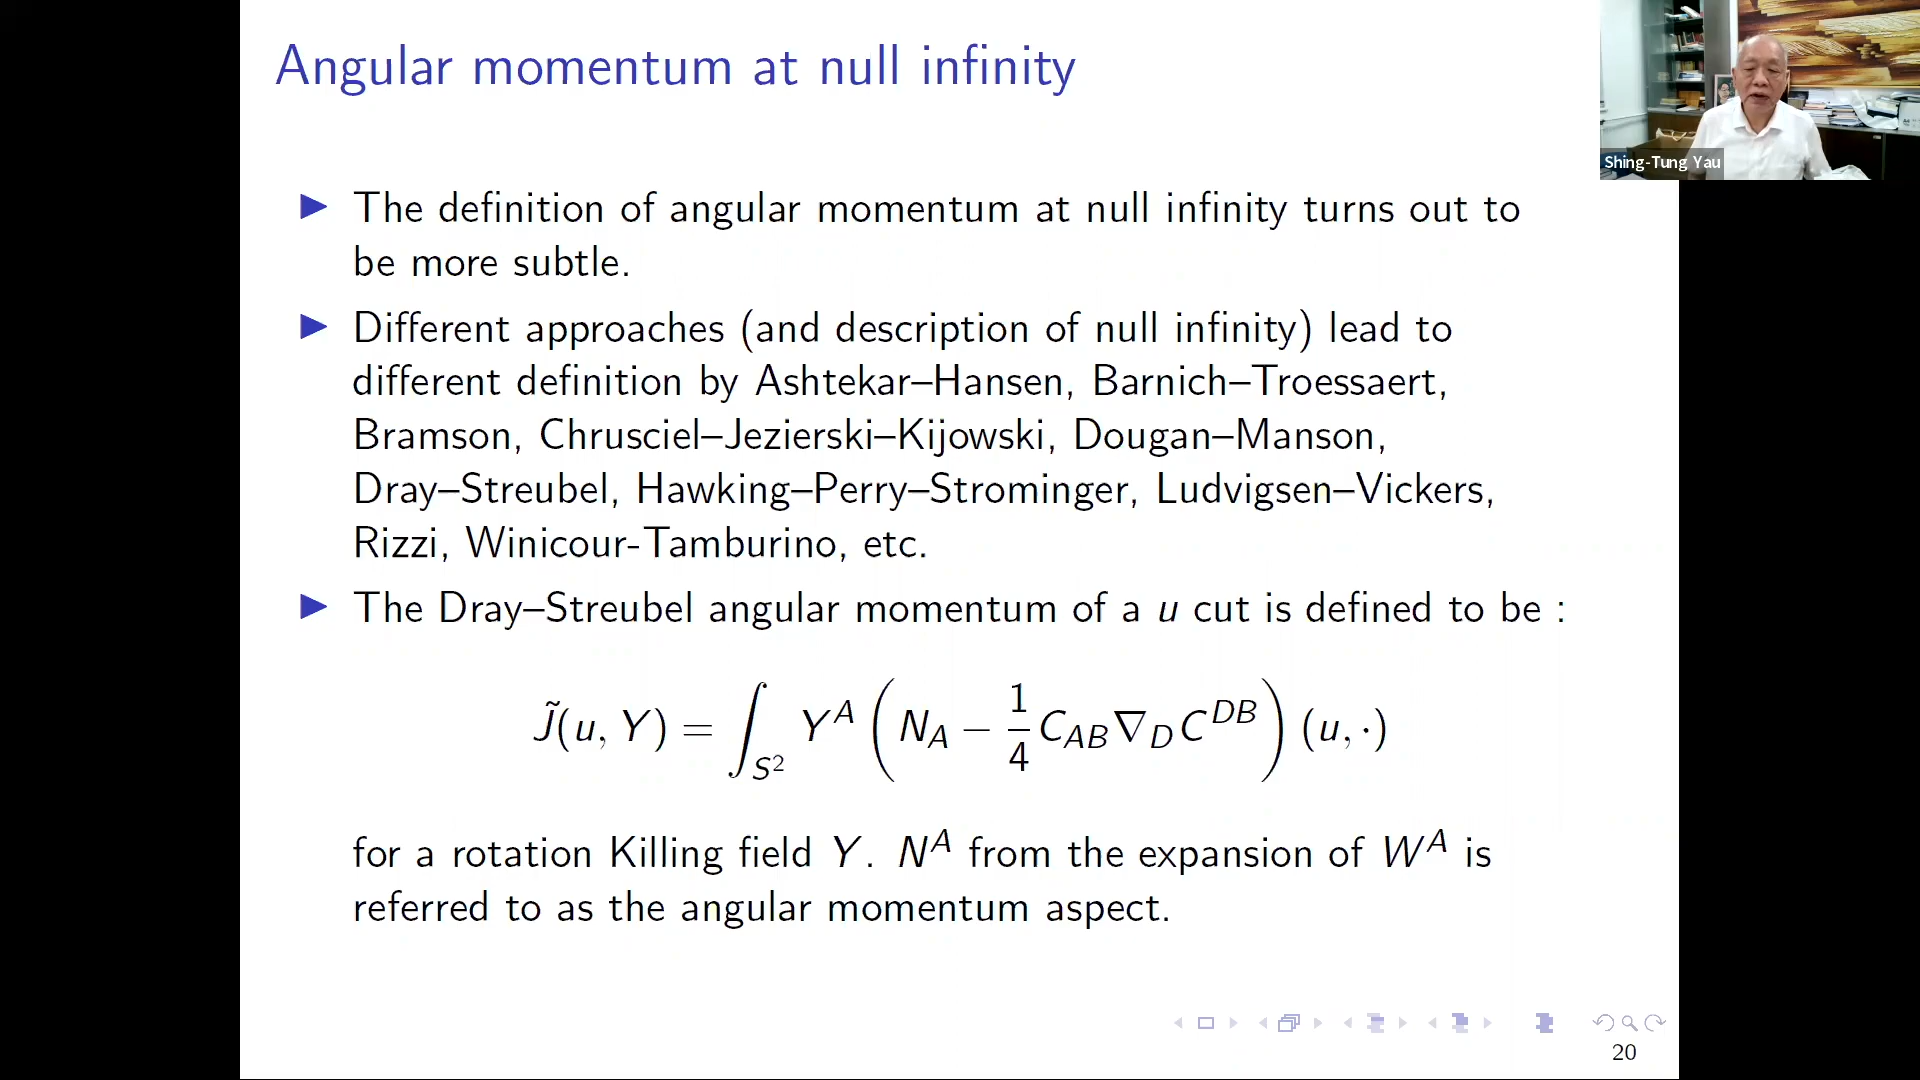 Angular momentum at null infinity
Shing-Tung Yau
▶ The definition of angular momentum at null infinity turns out to
be more subtle.
▶ Different approaches (and description of null infinity) lead to
different definition by Ashtekar–Hansen, Barnich–Troessaert,
Bramson, Chrusciel–Jezierski–Kijowski, Dougan–Manson,
Dray–Streubel, Hawking–Perry–Strominger, Ludvigsen–Vickers,
Rizzi, Winicour-Tamburino, etc.
▶ The Dray–Streubel angular momentum of a u cut is defined to be :
J̃(u, Y) = ∫_{S²} Y^A (N_A − 1/4 C_{AB}∇_D C^{DB}) (u, ·)
for a rotation Killing field Y. N^A from the expansion of W^A is
referred to as the angular momentum aspect.
20